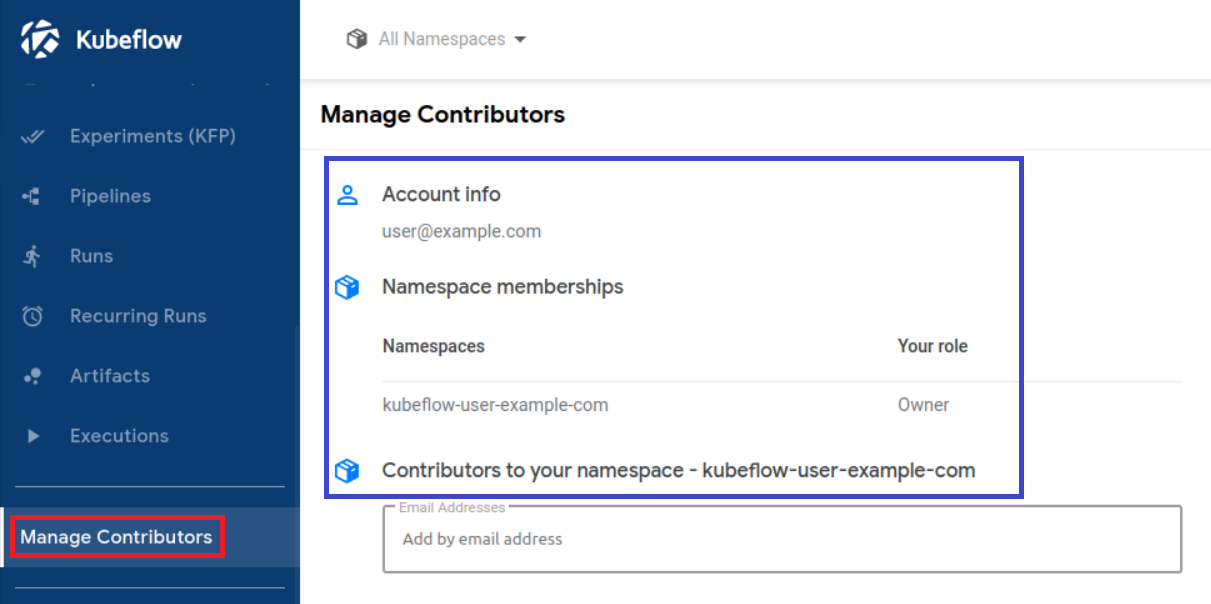 Kubeflow
All Namespaces
Experiments (KFP)
Pipelines
Runs
Recurring Runs
Artifacts
Executions
Manage Contributors
Manage Contributors
Account info
user@example.com
Namespace memberships
Namespaces Your role
kubeflow-user-example-com Owner
Contributors to your namespace - kubeflow-user-example-com
Email Addresses
Add by email address